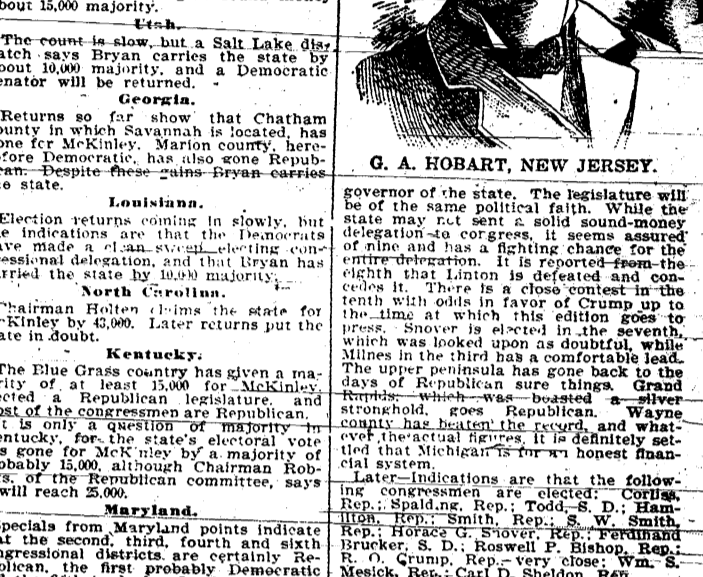 bout 15,000 majority.
Utah.
The count is slow, but a Salt Lake dis-
atch says Bryan carries the state by
bout 10,000 majority, and a Democratic
enator will be returned.
Georgia.
Returns so far show that Chatham
ounty in which Savannah is located, has
one for McKinley. Marion county, here-
fore Democratic, has also gone Repub-
can. Despite these gains Bryan carries
e state.
Louisiana.
Election returns coming in slowly, but
e indications are that the Democrats
ave made a clean sweep electing con-
essional delegation, and that Bryan has
rried the state by 10,000 majority.
North Carolina.
hairman Holten claims the state for
Kinley by 43,000. Later returns put the
ate in doubt.
Kentucky.
The Blue Grass country has given a ma-
rity of at least 15,000 for McKinley,
cted a Republican legislature, and
ost of the congressmen are Republican.
t is only a question of majority in
entucky, for the state's electoral vote
s gone for McKinley by a majority of
obably 15,000, although Chairman Rob-
ts, of the Republican committee, says
will reach 25,000.
Maryland.
Specials from Maryland points indicate
at the second, third, fourth and sixth
ngressional districts are certainly Re-
blican, the first probably Democratic
G. A. HOBART, NEW JERSEY.
governor of the state. The legislature will
be of the same political faith. While the
state may not sent a solid sound-money
delegation to corgress, it seems assured
of nine and has a fighting chance for the
entire delegation. It is reported from the
eighth that Linton is defeated and con-
cedes it. There is a close contest in the
tenth with odds in favor of Crump up to
the time at which this edition goes to
press. Snover is elected in the seventh,
which was looked upon as doubtful, while
Milnes in the third has a comfortable lead.
The upper peninsula has gone back to the
days of Republican sure things. Grand
Rapids, which was boasted a silver
stronghold, goes Republican. Wayne
county has beaten the record, and what-
ever the actual figures, it is definitely set-
tled that Michigan is for an honest finan-
cial system.
Later—Indications are that the follow-
ing congressmen are elected: Corliss,
Rep.; Spalding, Rep.; Todd, S. D.; Ham-
ilton, Rep.; Smith, Rep.; S. W. Smith,
Rep.; Horace G. Snover, Rep.; Ferdinand
Brucker, S. D.; Roswell P. Bishop, Rep.;
R. O. Crump, Rep.—very close; Wm. S.
Mesick, Rep.; Carl D. Sheldon, Rep.